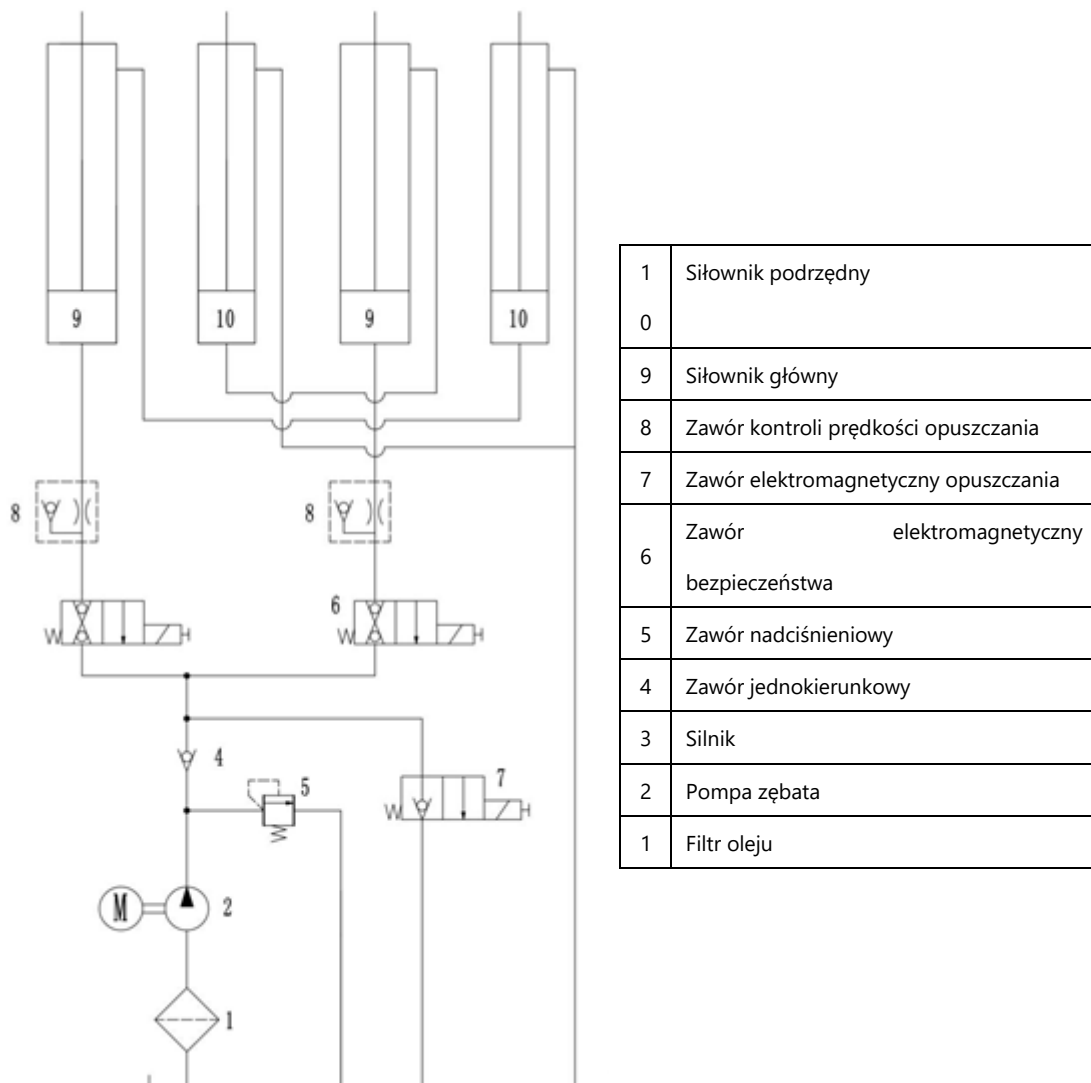 9
10
9
10
8
8
6
4
5
7
M
2
1
1
0
Siłownik podrzędny
9
Siłownik główny
8
Zawór kontroli prędkości opuszczania
7
Zawór elektromagnetyczny opuszczania
6
Zawór elektromagnetyczny
bezpieczeństwa
5
Zawór nadciśnieniowy
4
Zawór jednokierunkowy
3
Silnik
2
Pompa zębata
1
Filtr oleju